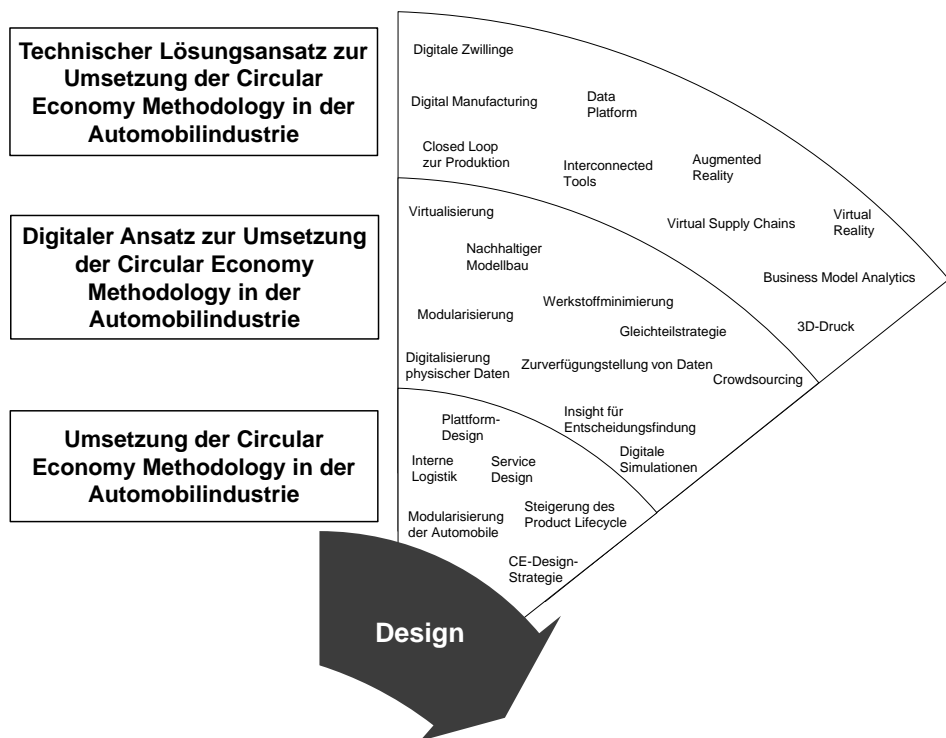 Technischer Lösungsansatz zur
Umsetzung der Circular
Economy Methodology in der
Automobilindustrie
Digitale Zwillinge
Digital Manufacturing
Data
Platform
Closed Loop
zur Produktion
Interconnected
Tools
Augmented
Reality
Virtual Supply Chains
Virtual
Reality
Business Model Analytics
3D-Druck
Digitaler Ansatz zur Umsetzung
der Circular Economy
Methodology in der
Automobilindustrie
Virtualisierung
Nachhaltiger
Modellbau
Werkstoffminimierung
Modularisierung
Gleichteilstrategie
Digitalisierung
physischer Daten
Zurverfügungstellung von Daten
Crowdsourcing
Insight für
Entscheidungsfindung
Digitale
Simulationen
Umsetzung der Circular
Economy Methodology in der
Automobilindustrie
Plattform-
Design
Interne
Logistik
Service
Design
Steigerung des
Product Lifecycle
Modularisierung
der Automobile
CE-Design-
Strategie
Design